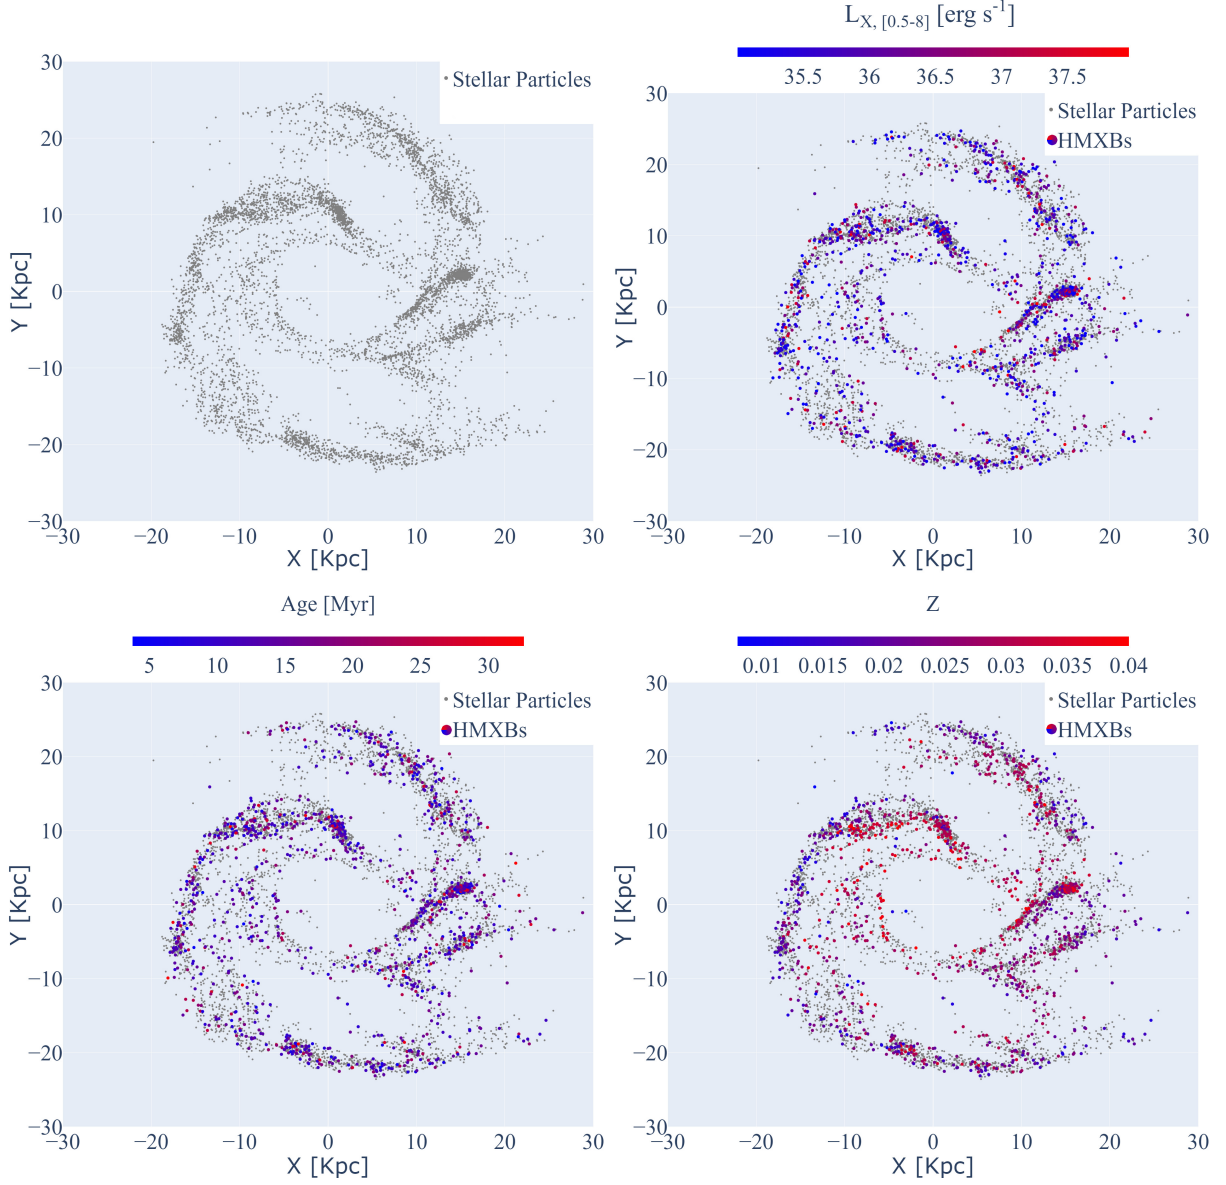 L_X, [0.5-8] [erg s^-1]
35.5 36 36.5 37 37.5
Stellar Particles
30
20
10
0
−10
−20
−30
Y [Kpc]
−30 −20 −10 0 10 20 30
X [Kpc]
Stellar Particles
HMXBs
30
20
10
0
−10
−20
−30
Y [Kpc]
−30 −20 −10 0 10 20 30
X [Kpc]
Age [Myr]
5 10 15 20 25 30
Stellar Particles
HMXBs
30
20
10
0
−10
−20
−30
Y [Kpc]
−30 −20 −10 0 10 20 30
X [Kpc]
Z
0.01 0.015 0.02 0.025 0.03 0.035 0.04
Stellar Particles
HMXBs
30
20
10
0
−10
−20
−30
Y [Kpc]
−30 −20 −10 0 10 20 30
X [Kpc]